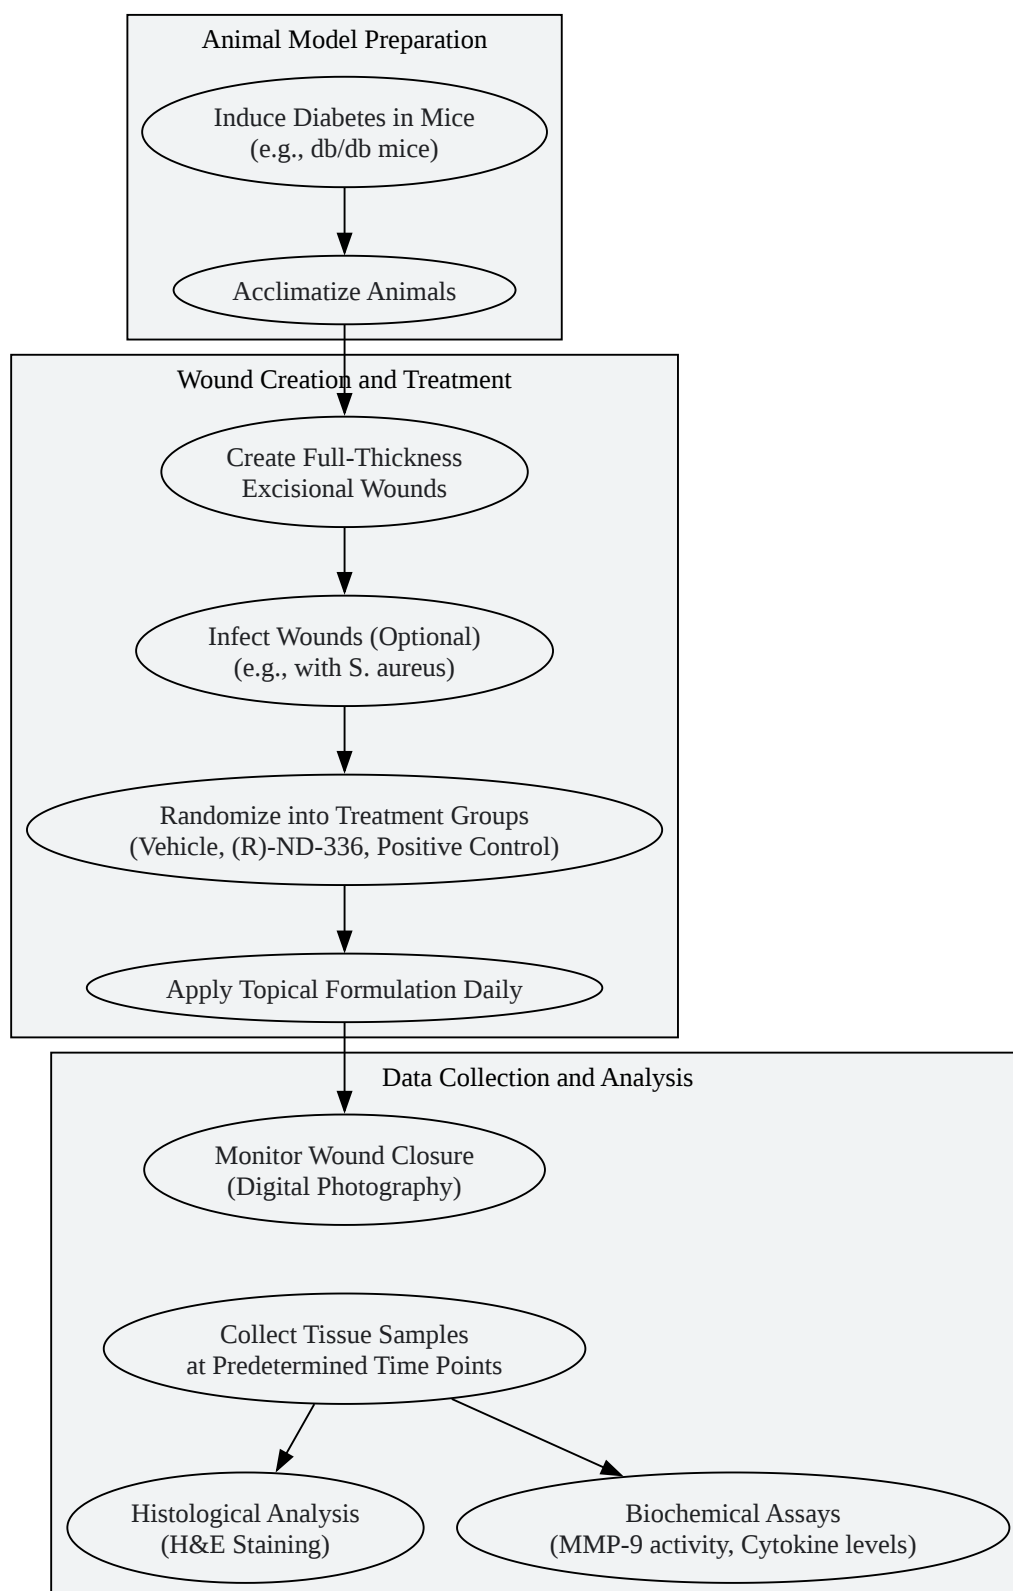 Animal Model Preparation
Induce Diabetes in Mice
(e.g., db/db mice)
Acclimatize Animals
Wound Creation and Treatment
Create Full-Thickness
Excisional Wounds
Infect Wounds (Optional)
(e.g., with S. aureus)
Randomize into Treatment Groups
(Vehicle, (R)-ND-336, Positive Control)
Apply Topical Formulation Daily
Data Collection and Analysis
Monitor Wound Closure
(Digital Photography)
Collect Tissue Samples
at Predetermined Time Points
Histological Analysis
(H&E Staining)
Biochemical Assays
(MMP-9 activity, Cytokine levels)